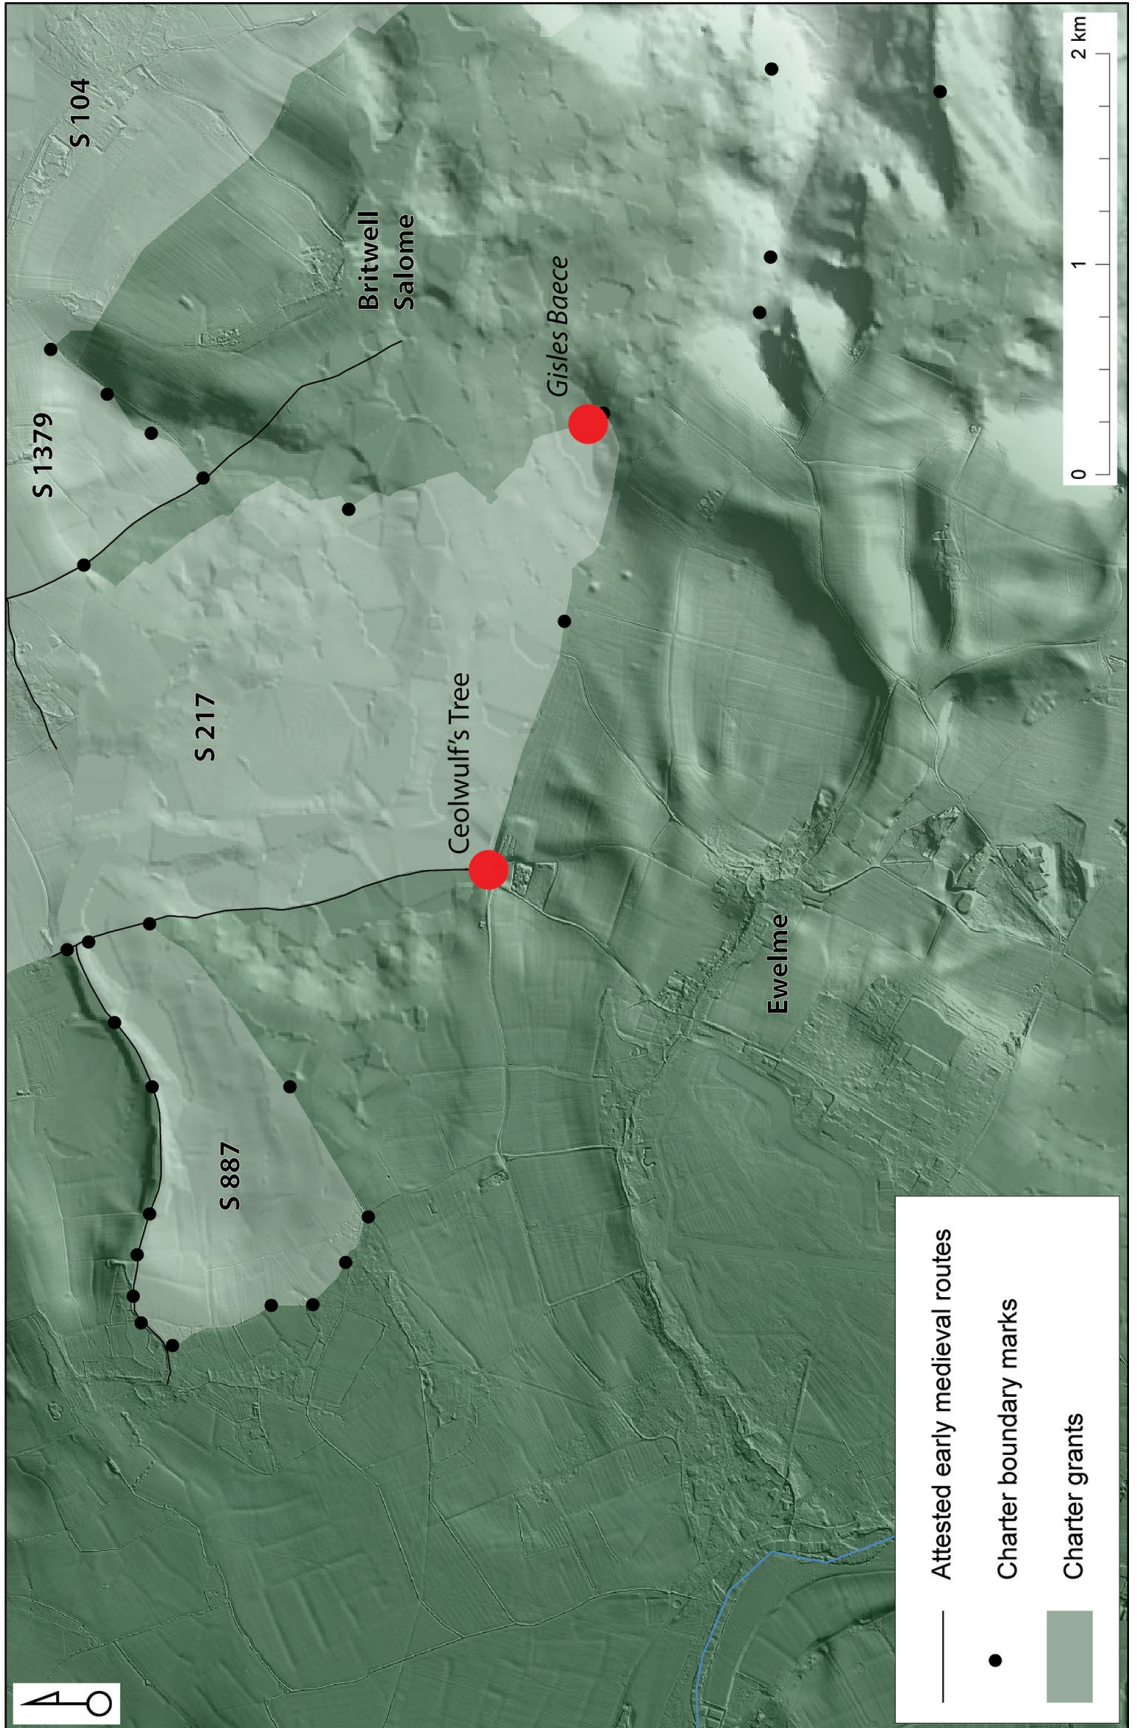 S 104
S 1379
Britwell
Salome
S 217
Gisles Baece
Ceolwulf's Tree
S 887
Ewelme
Attested early medieval routes
Charter boundary marks
Charter grants
0 1 2 km